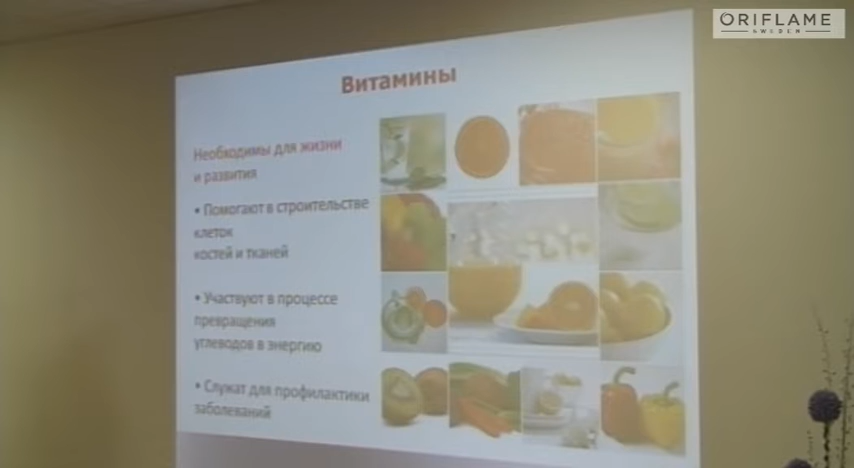 ORIFLAME
SWEDEN
Витамины
Необходимы для жизни
и развития
• Помогают в строительстве
клеток
костей и тканей
• Участвуют в процессе
превращения
углеводов в энергию
• Служат для профилактики
заболеваний